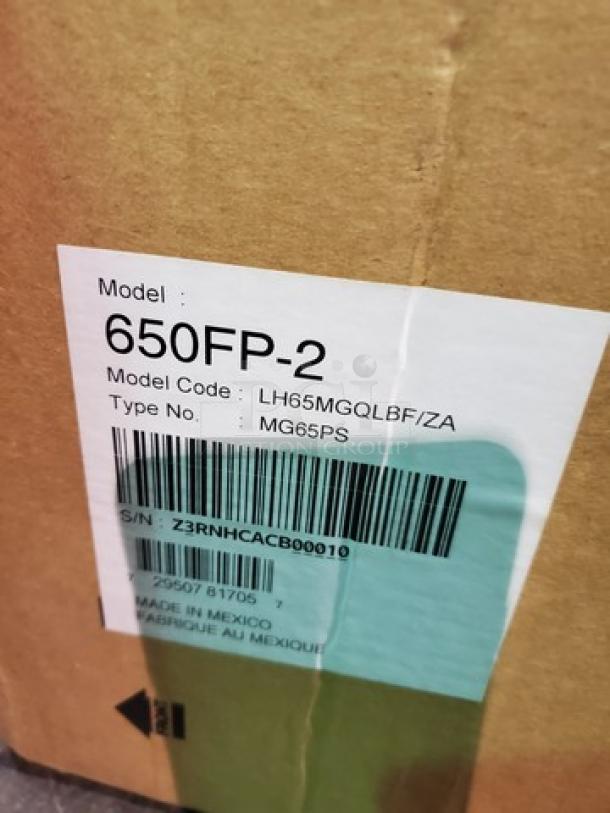 Model :
650FP-2
Model Code : LH65MGQLBF/ZA
Type No. : MG65PS
S/N : Z3RNHCACB00010
7 29507 81705 7
MADE IN MEXICO
FABRIQUE AU MEXIQUE
FRONT